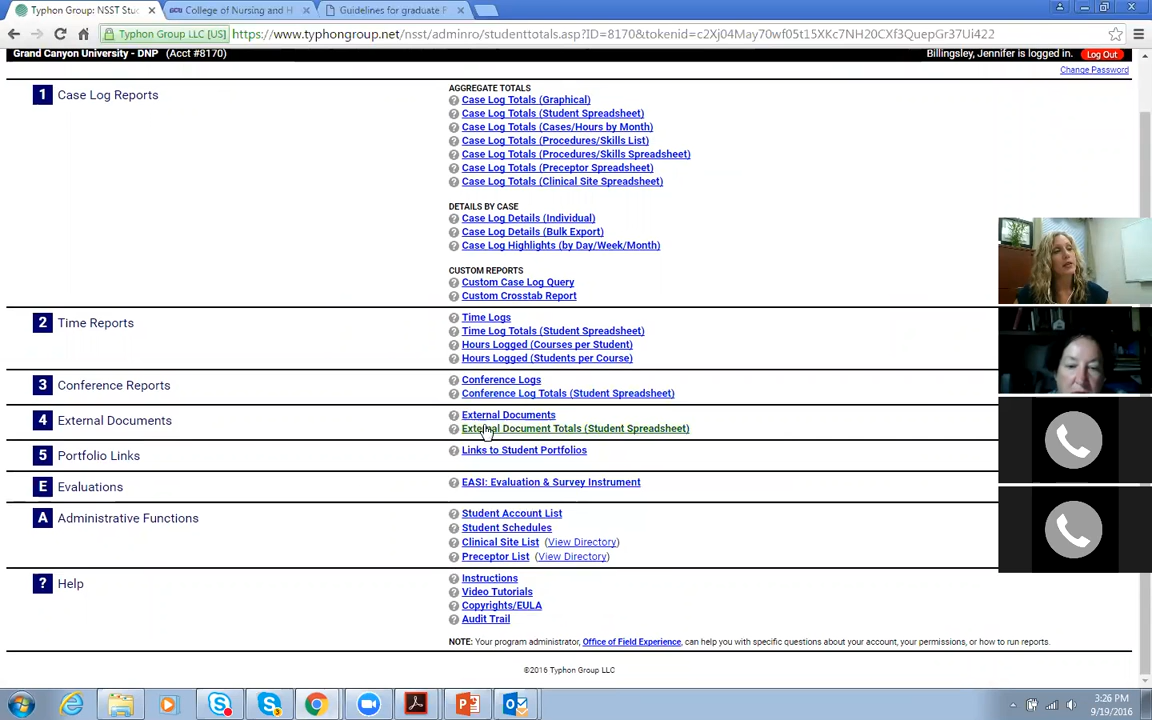 Typhon Group: NSST Stu
College of Nursing and H
Guidelines for graduate F
Typhon Group LLC [US]
https://www.typhongroup.net/nsst/adminro/studenttotals.asp?ID=8170&tokenid=c2Xj04May70wf05t15XKc7NH20CXf3QuepGr37Ui422
Grand Canyon University - DNP (Acct #8170)
Billingsley, Jennifer is logged in. Log Out
Change Password
1 Case Log Reports
AGGREGATE TOTALS
Case Log Totals (Graphical)
Case Log Totals (Student Spreadsheet)
Case Log Totals (Cases/Hours by Month)
Case Log Totals (Procedures/Skills List)
Case Log Totals (Procedures/Skills Spreadsheet)
Case Log Totals (Preceptor Spreadsheet)
Case Log Totals (Clinical Site Spreadsheet)
DETAILS BY CASE
Case Log Details (Individual)
Case Log Details (Bulk Export)
Case Log Highlights (by Day/Week/Month)
CUSTOM REPORTS
Custom Case Log Query
Custom Crosstab Report
2 Time Reports
Time Logs
Time Log Totals (Student Spreadsheet)
Hours Logged (Courses per Student)
Hours Logged (Students per Course)
3 Conference Reports
Conference Logs
Conference Log Totals (Student Spreadsheet)
4 External Documents
External Documents
External Document Totals (Student Spreadsheet)
5 Portfolio Links
Links to Student Portfolios
E Evaluations
EASI: Evaluation & Survey Instrument
A Administrative Functions
Student Account List
Student Schedules
Clinical Site List (View Directory)
Preceptor List (View Directory)
? Help
Instructions
Video Tutorials
Copyrights/EULA
Audit Trail
NOTE: Your program administrator, Office of Field Experience, can help you with specific questions about your account, your permissions, or how to run reports.
©2016 Typhon Group LLC
3:26 PM
9/19/2016